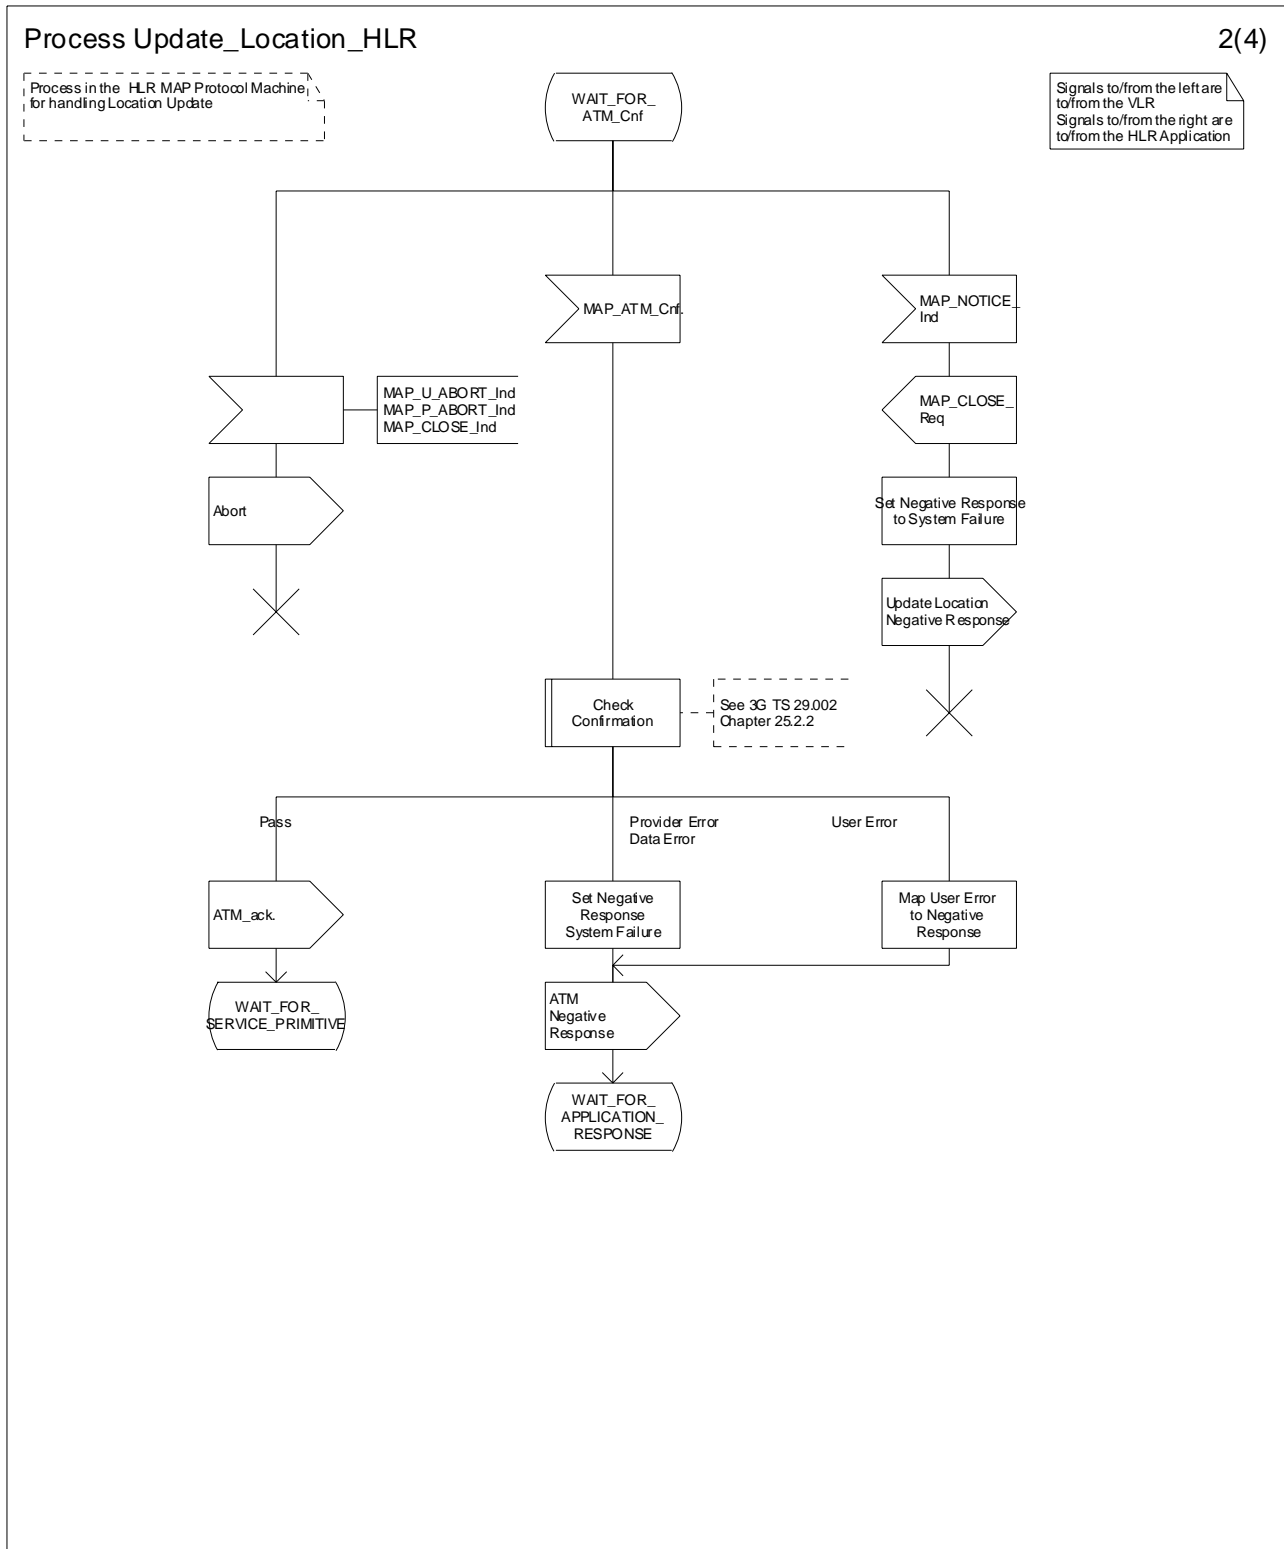 Process Update_Location_HLR
2(4)
Process in the HLR MAP Protocol Machine
for handling Location Update
WAIT_FOR_
ATM_Cnf
Signals to/from the left are
to/from the VLR
Signals to/from the right are
to/from the HLR Application
MAP_ATM_Cnf.
MAP_NOTICE_
Ind
MAP_U_ABORT_Ind
MAP_P_ABORT_Ind
MAP_CLOSE_Ind
MAP_CLOSE_
Req
Abort
Set Negative Response
to System Failure
Update Location
Negative Response
Check
Confirmation
See 3G TS 29.002
Chapter 25.2.2
Pass
Provider Error
Data Error
User Error
ATM_ack.
Set Negative
Response
System Failure
Map User Error
to Negative
Response
WAIT_FOR_
SERVICE_PRIMITIVE
ATM
Negative
Response
WAIT_FOR_
APPLICATION_
RESPONSE